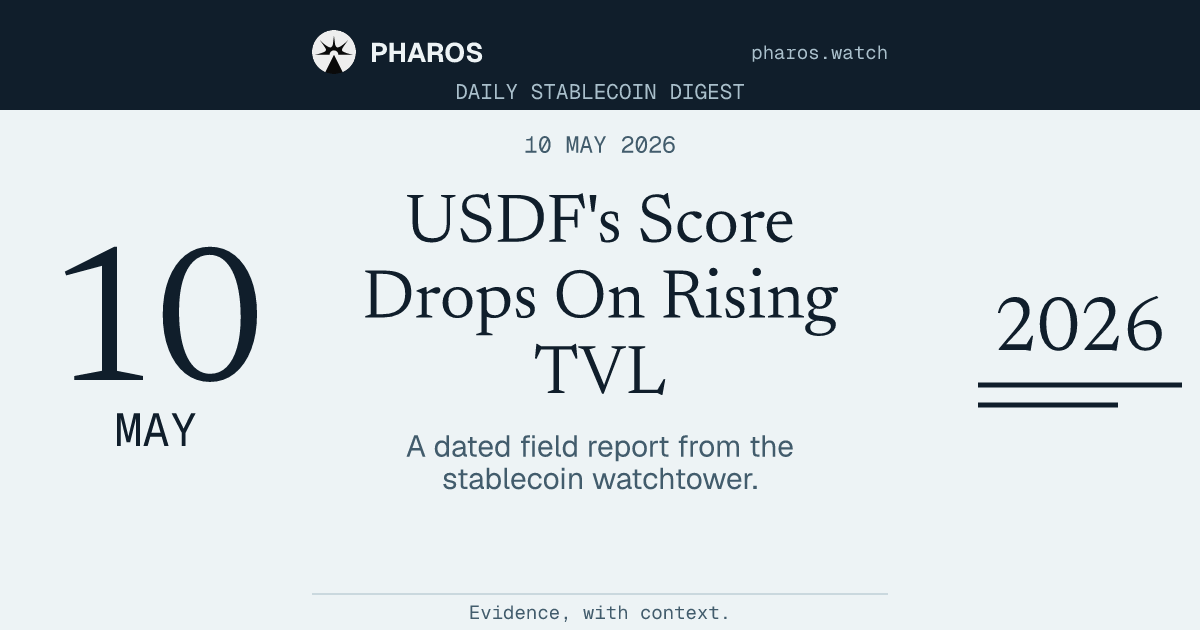 PHAROS
pharos.watch
DAILY STABLECOIN DIGEST
10 MAY 2026
USDF's Score
Drops On Rising
TVL
10
MAY
2026
A dated field report from the
stablecoin watchtower.
Evidence, with context.